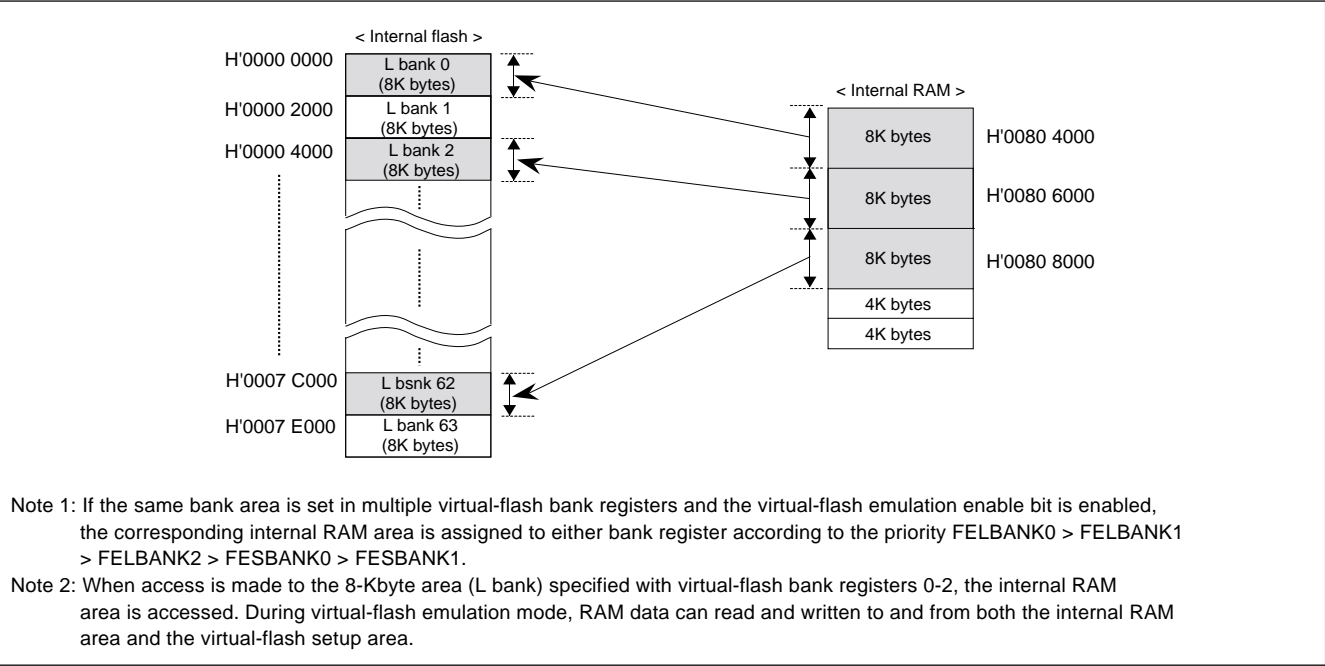 < Internal flash >
H'0000 0000
L bank 0
(8K bytes)
H'0000 2000
L bank 1
(8K bytes)
H'0000 4000
L bank 2
(8K bytes)
H'0007 C000
L bsnk 62
(8K bytes)
H'0007 E000
L bank 63
(8K bytes)
< Internal RAM >
8K bytes
H'0080 4000
8K bytes
H'0080 6000
8K bytes
H'0080 8000
4K bytes
4K bytes
Note 1: If the same bank area is set in multiple virtual-flash bank registers and the virtual-flash emulation enable bit is enabled,
the corresponding internal RAM area is assigned to either bank register according to the priority FELBANK0 > FELBANK1
> FELBANK2 > FESBANK0 > FESBANK1.
Note 2: When access is made to the 8-Kbyte area (L bank) specified with virtual-flash bank registers 0-2, the internal RAM
area is accessed. During virtual-flash emulation mode, RAM data can read and written to and from both the internal RAM
area and the virtual-flash setup area.